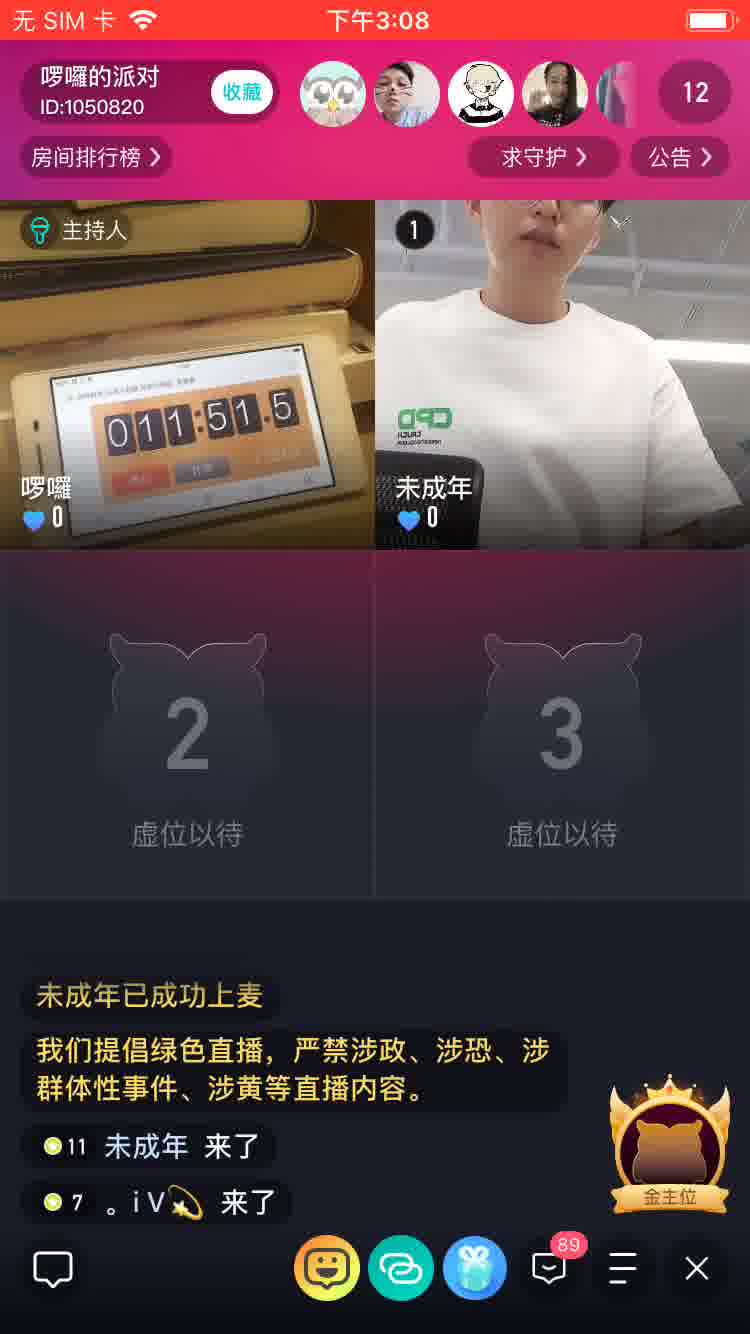 无 SIM 卡
下午3:08
啰囉的派对
ID:1050820
收藏
12
房间排行榜
求守护
公告
主持人
1
011:51.5
啰囉
0
未成年
0
2
3
虚位以待
虚位以待
未成年已成功上麦
我们提倡绿色直播，严禁涉政、涉恐、涉
群体性事件、涉黄等直播内容。
11 未成年 来了
7 。iV💫 来了
金主位
89